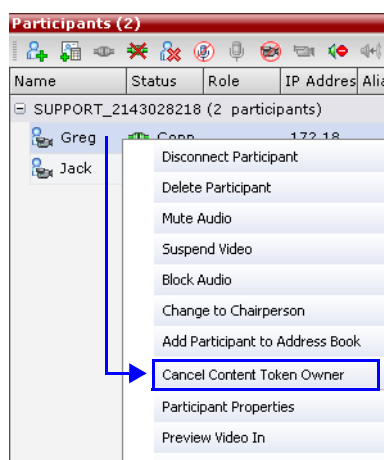 Participants (2)
Name Status Role IP Addres Alia
SUPPORT_2143028218 (2 participants)
Greg Conn 172.18
Jack
Disconnect Participant
Delete Participant
Mute Audio
Suspend Video
Block Audio
Change to Chairperson
Add Participant to Address Book
Cancel Content Token Owner
Participant Properties
Preview Video In